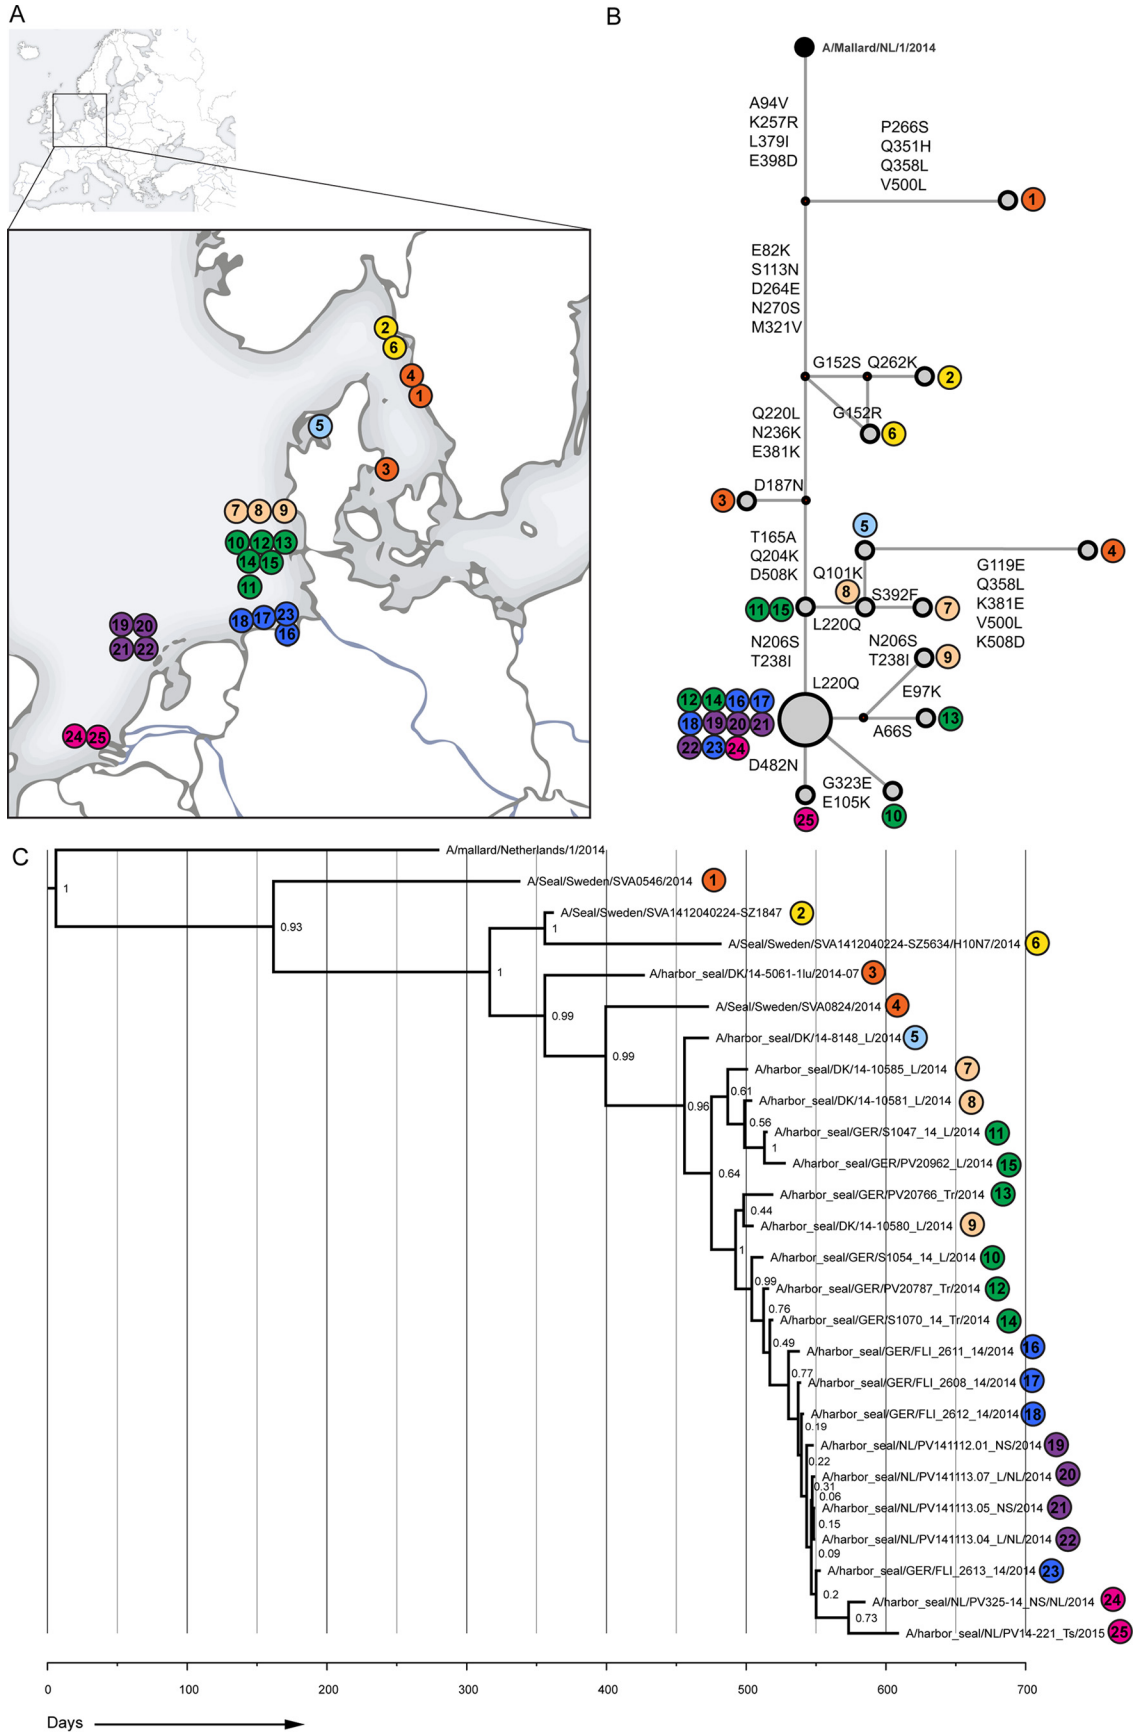 A
B
A/Mallard/NL/1/2014
A94V
K257R
L379I
E398D
P266S
Q351H
Q358L
V500L
1
E82K
S113N
D264E
N270S
M321V
G152S
Q262K
2
G152R
6
Q220L
N236K
E381K
D187N
3
T165A
Q204K
D508K
5
4
Q101K
8
G119E
Q358L
K381E
V500L
K508D
11 15
S392F
7
L220Q
N206S
T238I
N206S
T238I
9
L220Q
E97K
12 14 16 17
18 19 20 21
22 23 24
13
A66S
D482N
G323E
E105K
25
10
2
6
4
1
5
3
7 8 9
10 12 13
14 15
11
18 17 23
16
19 20
21 22
24 25
C
A/mallard/Netherlands/1/2014
1
A/Seal/Sweden/SVA0546/2014 1
0.93
A/Seal/Sweden/SVA1412040224-SZ1847 2
1
A/Seal/Sweden/SVA1412040224-SZ5634/H10N7/2014 6
1
A/harbor_seal/DK/14-5061-1lu/2014-07 3
0.99
A/Seal/Sweden/SVA0824/2014 4
0.99
A/harbor_seal/DK/14-8148_L/2014 5
0.96
A/harbor_seal/DK/14-10585_L/2014 7
0.61
A/harbor_seal/DK/14-10581_L/2014 8
0.56
A/harbor_seal/GER/S1047_14_L/2014 11
1
A/harbor_seal/GER/PV20962_L/2014 15
0.64
A/harbor_seal/GER/PV20766_Tr/2014 13
0.44
A/harbor_seal/DK/14-10580_L/2014 9
1
A/harbor_seal/GER/S1054_14_L/2014 10
0.99
A/harbor_seal/GER/PV20787_Tr/2014 12
0.76
A/harbor_seal/GER/S1070_14_Tr/2014 14
0.49
A/harbor_seal/GER/FLI_2611_14/2014 16
0.77
A/harbor_seal/GER/FLI_2608_14/2014 17
A/harbor_seal/GER/FLI_2612_14/2014 18
0.19
A/harbor_seal/NL/PV141112.01_NS/2014 19
0.22
A/harbor_seal/NL/PV141113.07_L/NL/2014 20
0.31
0.06
A/harbor_seal/NL/PV141113.05_NS/2014 21
0.15
A/harbor_seal/NL/PV141113.04_L/NL/2014 22
0.09
A/harbor_seal/GER/FLI_2613_14/2014 23
0.2
A/harbor_seal/NL/PV325-14_NS/NL/2014 24
0.73
A/harbor_seal/NL/PV14-221_Ts/2015 25
0 100 200 300 400 500 600 700
Days